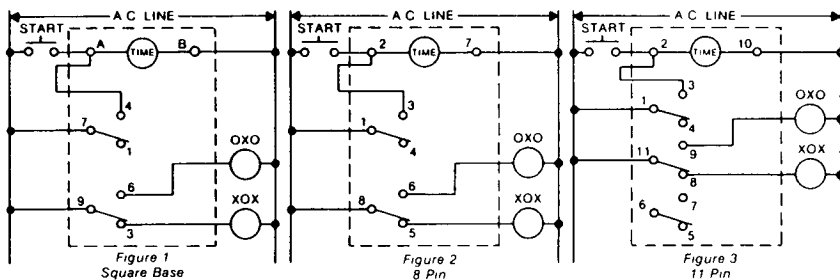 A C LINE
START
A
TIME
B
4
7
1
OXO
6
XOX
9
3
Figure 1
Square Base
A C LINE
START
2
TIME
7
3
1
4
OXO
6
XOX
8
5
Figure 2
8 Pin
A C LINE
START
2
TIME
10
3
1
4
OXO
9
XOX
11
8
7
6
5
Figure 3
11 Pin